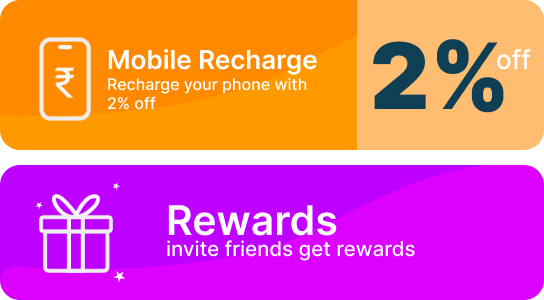 ₹
Mobile Recharge
Recharge your phone with
2% off
2% off
Rewards
invite friends get rewards